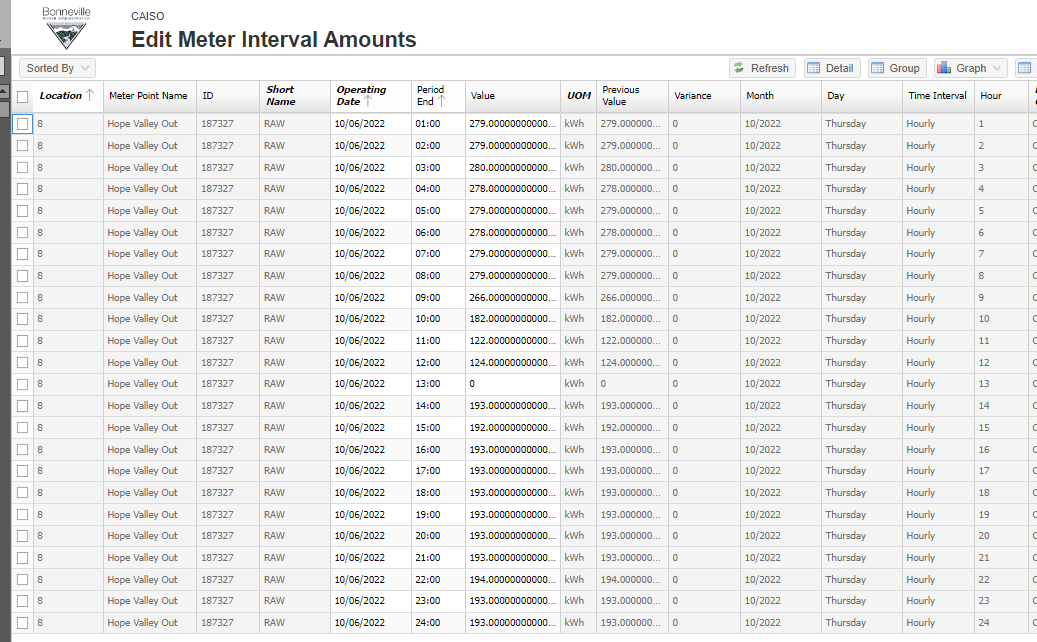 Bonneville
CAISO
Edit Meter Interval Amounts
Sorted By Refresh Detail Group Graph
Location Meter Point Name ID Short Name Operating Date Period End Value UOM Previous Value Variance Month Day Time Interval Hour
8 Hope Valley Out 187327 RAW 10/06/2022 01:00 279.00000000000... kWh 279.000000... 0 10/2022 Thursday Hourly 1
8 Hope Valley Out 187327 RAW 10/06/2022 02:00 279.00000000000... kWh 279.000000... 0 10/2022 Thursday Hourly 2
8 Hope Valley Out 187327 RAW 10/06/2022 03:00 280.00000000000... kWh 280.000000... 0 10/2022 Thursday Hourly 3
8 Hope Valley Out 187327 RAW 10/06/2022 04:00 278.00000000000... kWh 278.000000... 0 10/2022 Thursday Hourly 4
8 Hope Valley Out 187327 RAW 10/06/2022 05:00 279.00000000000... kWh 279.000000... 0 10/2022 Thursday Hourly 5
8 Hope Valley Out 187327 RAW 10/06/2022 06:00 278.00000000000... kWh 278.000000... 0 10/2022 Thursday Hourly 6
8 Hope Valley Out 187327 RAW 10/06/2022 07:00 279.00000000000... kWh 279.000000... 0 10/2022 Thursday Hourly 7
8 Hope Valley Out 187327 RAW 10/06/2022 08:00 279.00000000000... kWh 279.000000... 0 10/2022 Thursday Hourly 8
8 Hope Valley Out 187327 RAW 10/06/2022 09:00 266.00000000000... kWh 266.000000... 0 10/2022 Thursday Hourly 9
8 Hope Valley Out 187327 RAW 10/06/2022 10:00 182.00000000000... kWh 182.000000... 0 10/2022 Thursday Hourly 10
8 Hope Valley Out 187327 RAW 10/06/2022 11:00 122.00000000000... kWh 122.000000... 0 10/2022 Thursday Hourly 11
8 Hope Valley Out 187327 RAW 10/06/2022 12:00 124.00000000000... kWh 124.000000... 0 10/2022 Thursday Hourly 12
8 Hope Valley Out 187327 RAW 10/06/2022 13:00 0 kWh 0 0 10/2022 Thursday Hourly 13
8 Hope Valley Out 187327 RAW 10/06/2022 14:00 193.00000000000... kWh 193.000000... 0 10/2022 Thursday Hourly 14
8 Hope Valley Out 187327 RAW 10/06/2022 15:00 192.00000000000... kWh 192.000000... 0 10/2022 Thursday Hourly 15
8 Hope Valley Out 187327 RAW 10/06/2022 16:00 193.00000000000... kWh 193.000000... 0 10/2022 Thursday Hourly 16
8 Hope Valley Out 187327 RAW 10/06/2022 17:00 193.00000000000... kWh 193.000000... 0 10/2022 Thursday Hourly 17
8 Hope Valley Out 187327 RAW 10/06/2022 18:00 193.00000000000... kWh 193.000000... 0 10/2022 Thursday Hourly 18
8 Hope Valley Out 187327 RAW 10/06/2022 19:00 193.00000000000... kWh 193.000000... 0 10/2022 Thursday Hourly 19
8 Hope Valley Out 187327 RAW 10/06/2022 20:00 193.00000000000... kWh 193.000000... 0 10/2022 Thursday Hourly 20
8 Hope Valley Out 187327 RAW 10/06/2022 21:00 193.00000000000... kWh 193.000000... 0 10/2022 Thursday Hourly 21
8 Hope Valley Out 187327 RAW 10/06/2022 22:00 194.00000000000... kWh 194.000000... 0 10/2022 Thursday Hourly 22
8 Hope Valley Out 187327 RAW 10/06/2022 23:00 193.00000000000... kWh 193.000000... 0 10/2022 Thursday Hourly 23
8 Hope Valley Out 187327 RAW 10/06/2022 24:00 193.00000000000... kWh 193.000000... 0 10/2022 Thursday Hourly 24